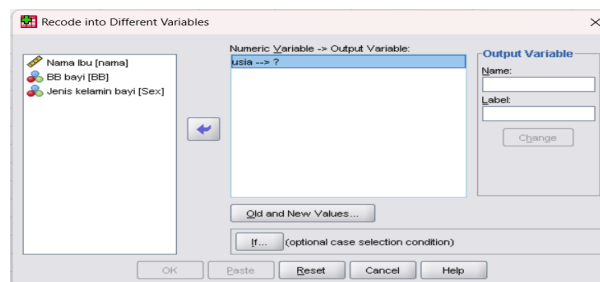 Recode into Different Variables
Nama Ibu [nama]
BB bayi [BB]
Jenis kelamin bayi [Sex]
Numeric Variable -> Output Variable:
usia --> ?
Old and New Values...
If... (optional case selection condition)
Output Variable
Name:
Label:
Change
OK Paste Reset Cancel Help